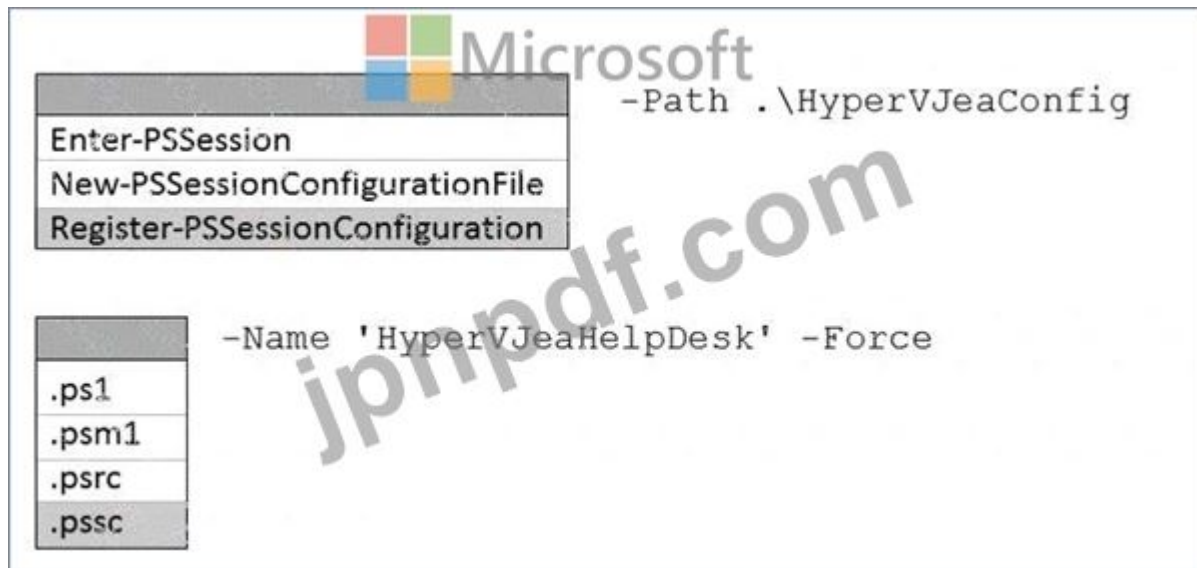 Microsoft
-Path .\HyperVJeaConfig
Enter-PSSession
New-PSSessionConfigurationFile
Register-PSSessionConfiguration
jpnpdf.com
-Name 'HyperVJeaHelpDesk' -Force
.ps1
.psm1
.psrc
.pssc